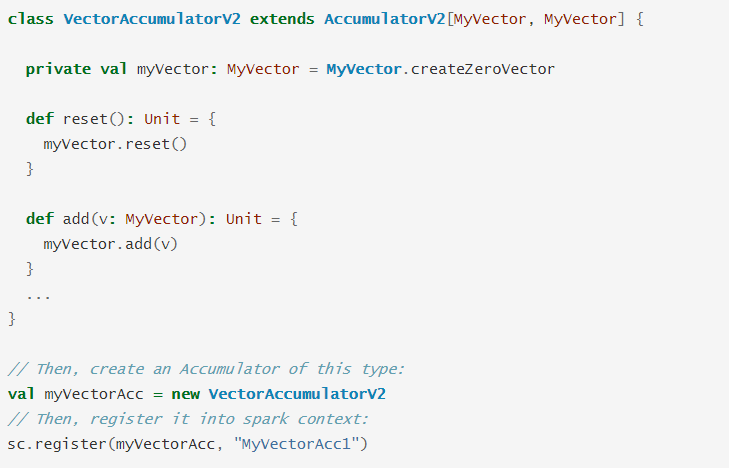 class VectorAccumulatorV2 extends AccumulatorV2[MyVector, MyVector] {
  private val myVector: MyVector = MyVector.createZeroVector
  def reset(): Unit = {
    myVector.reset()
  }
  def add(v: MyVector): Unit = {
    myVector.add(v)
  }
  ...
}
// Then, create an Accumulator of this type:
val myVectorAcc = new VectorAccumulatorV2
// Then, register it into spark context:
sc.register(myVectorAcc, "MyVectorAcc1")